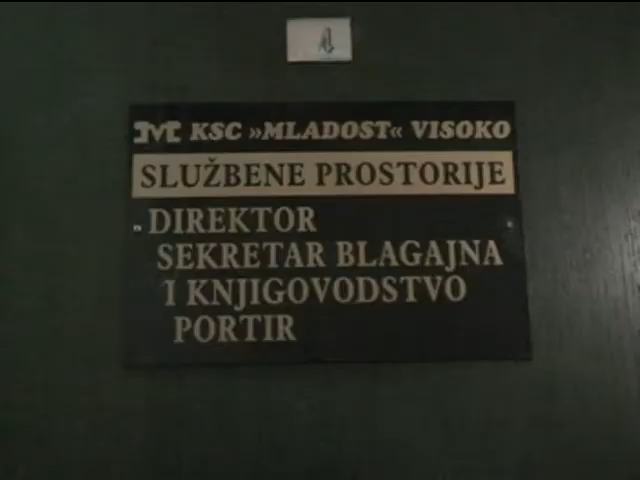 KSC »MLADOST« VISOKO
SLUŽBENE PROSTORIJE
DIREKTOR
SEKRETAR BLAGAJNA
I KNJIGOVODSTVO
PORTIR